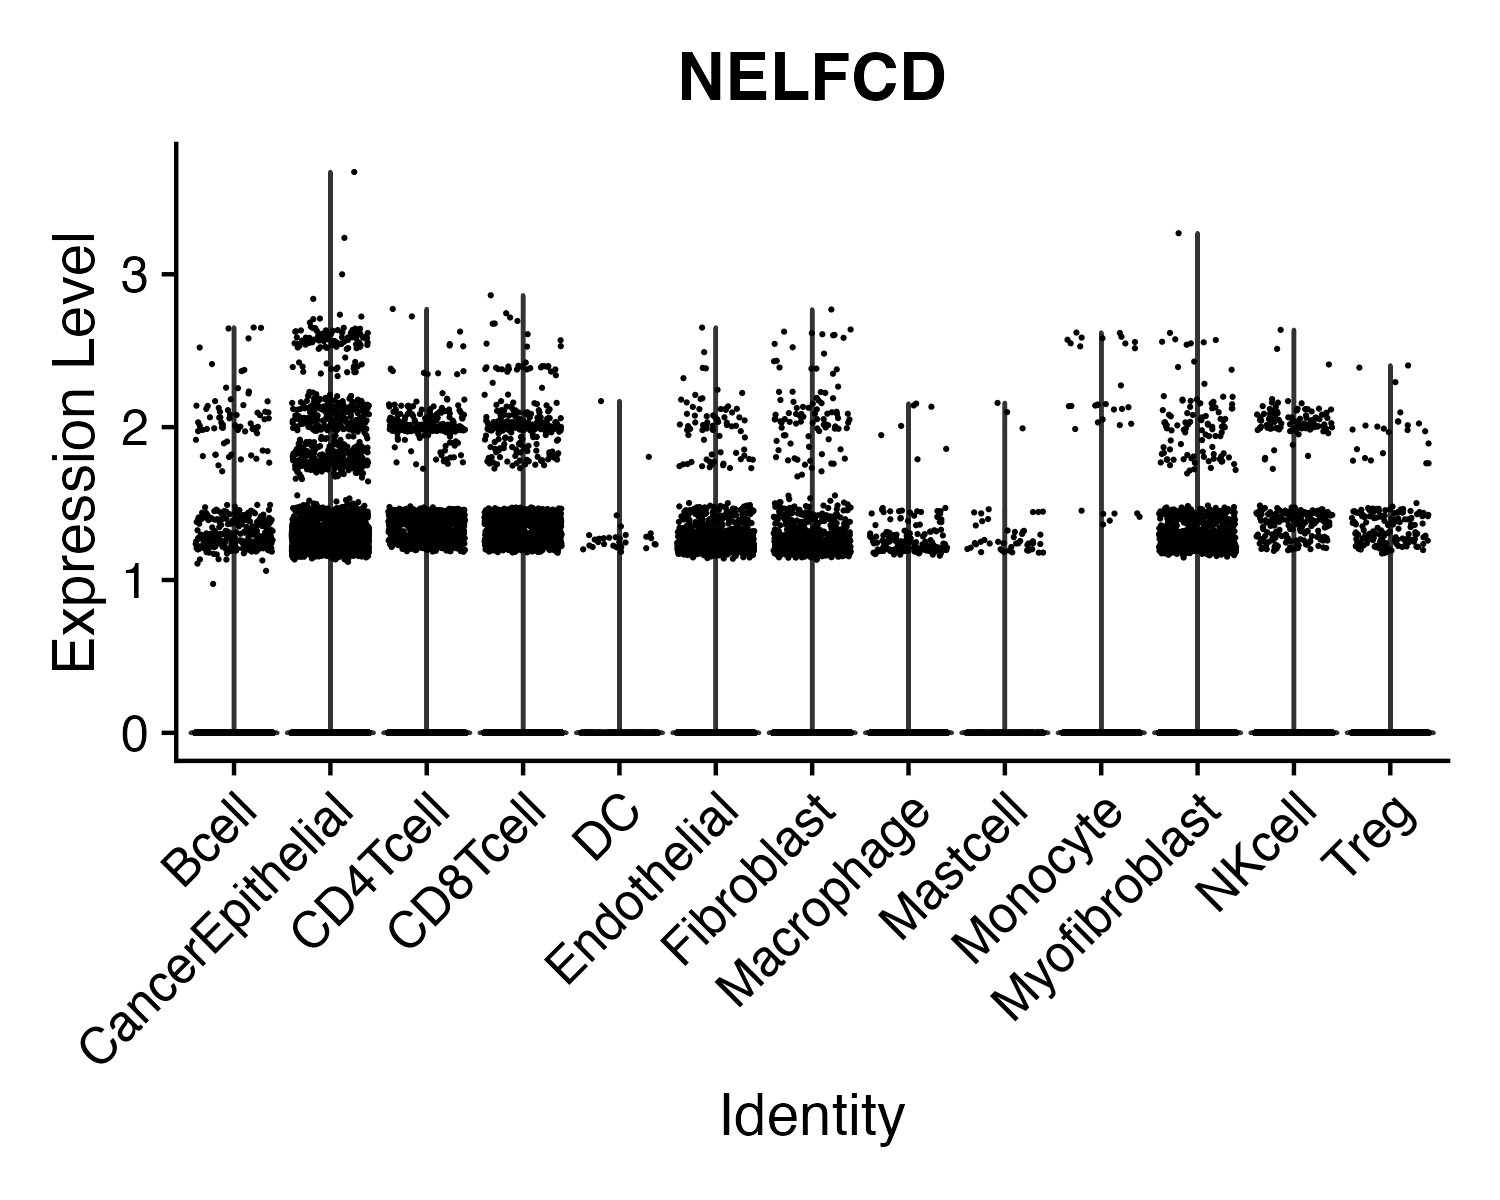 NELFCD
Expression Level
3
2
1
0
Bcell
CancerEpithelial
CD4Tcell
CD8Tcell
DC
Endothelial
Fibroblast
Macrophage
Mastcell
Monocyte
Myofibroblast
NKcell
Treg
Identity